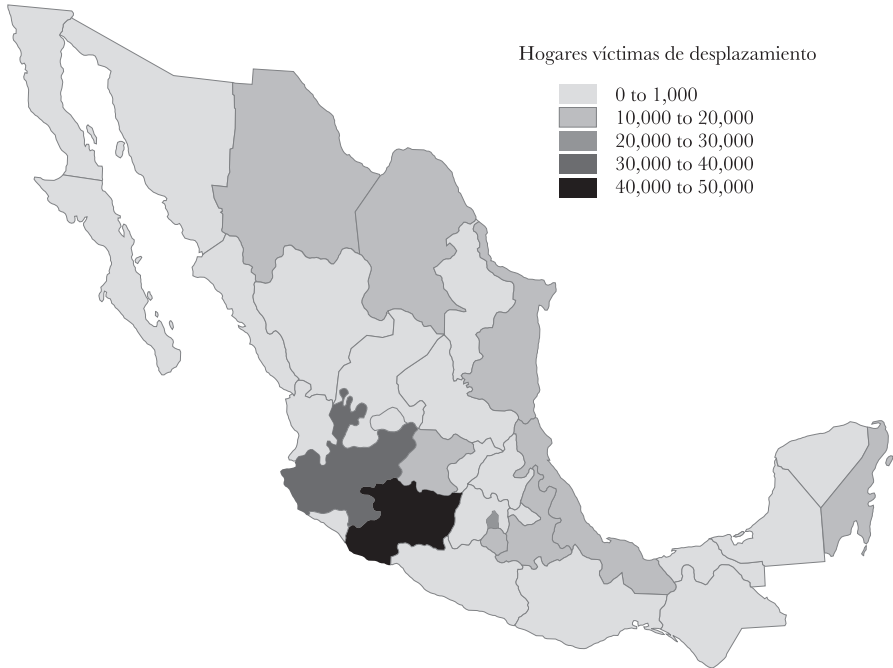 Hogares víctimas de desplazamiento
0 to 1,000
10,000 to 20,000
20,000 to 30,000
30,000 to 40,000
40,000 to 50,000